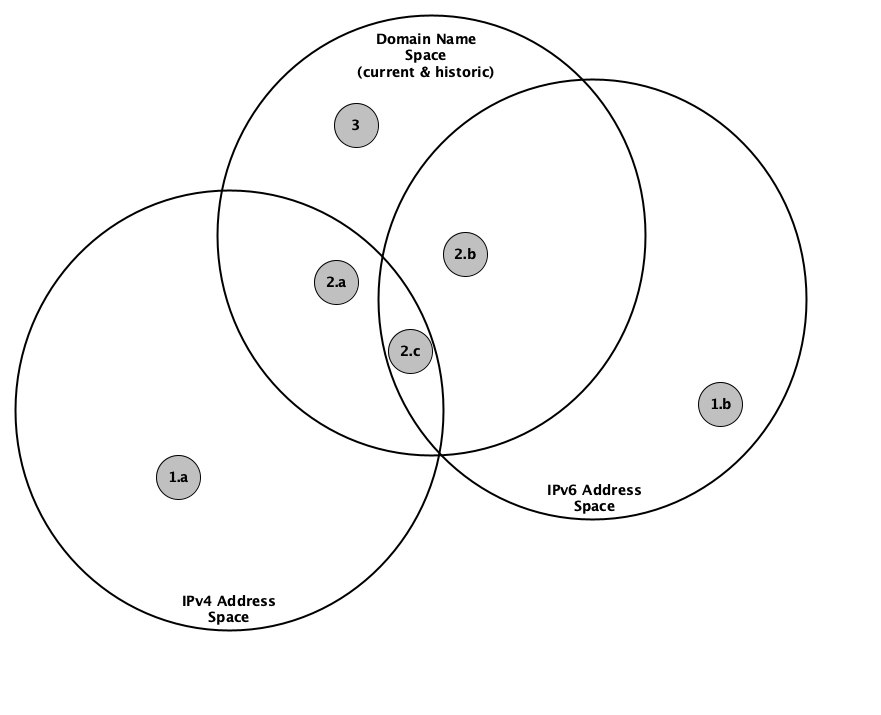 Domain Name
Space
(current & historic)
3
2.b
2.a
2.c
1.b
1.a
IPv6 Address
Space
IPv4 Address
Space